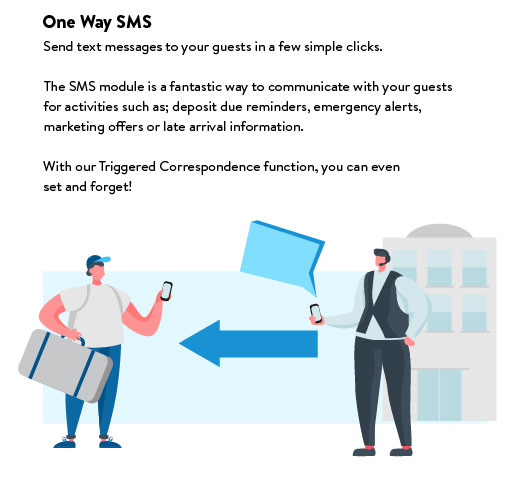 One Way SMS
Send text messages to your guests in a few simple clicks.
The SMS module is a fantastic way to communicate with your guests
for activities such as; deposit due reminders, emergency alerts,
marketing offers or late arrival information.
With our Triggered Correspondence function, you can even
set and forget!